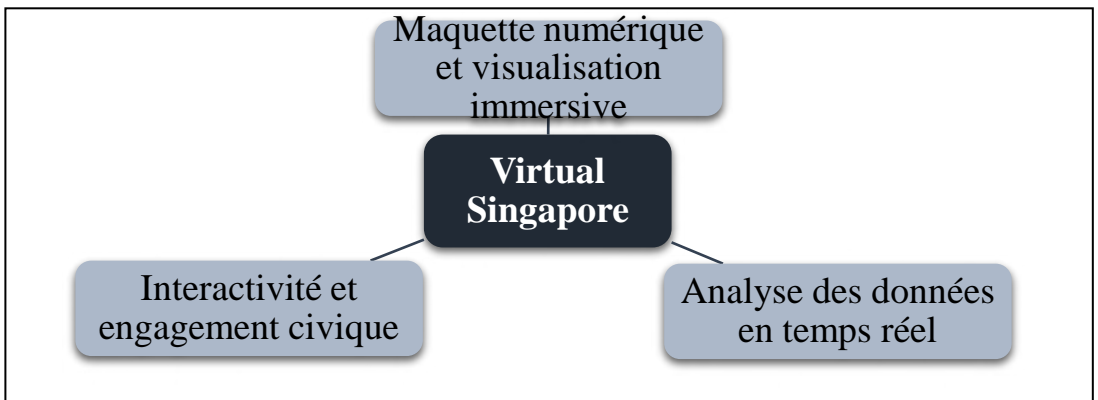 Maquette numérique
et visualisation
immersive
Virtual
Singapore
Interactivité et
engagement civique
Analyse des données
en temps réel